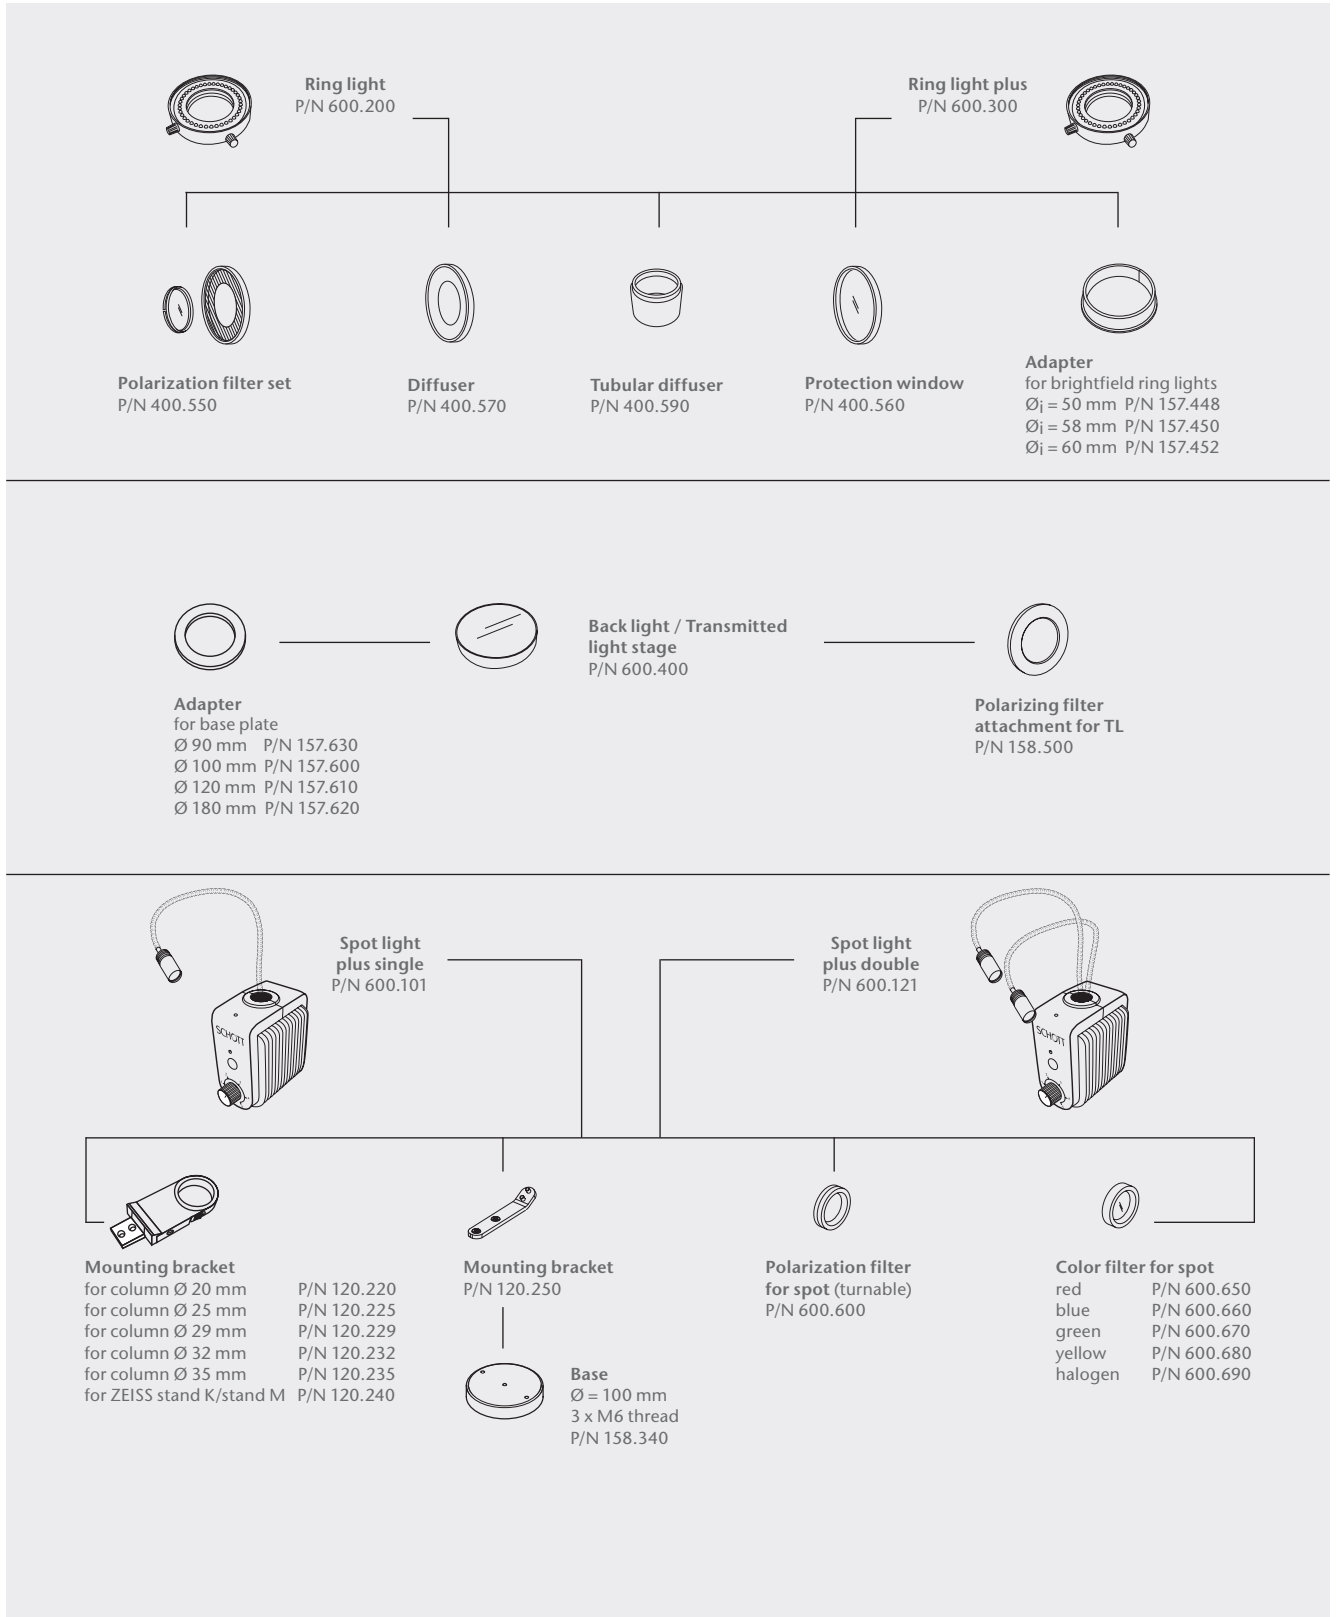 Ring light
P/N 600.200
Ring light plus
P/N 600.300
Polarization filter set
P/N 400.550
Diffuser
P/N 400.570
Tubular diffuser
P/N 400.590
Protection window
P/N 400.560
Adapter
for brightfield ring lights
Øi = 50 mm P/N 157.448
Øi = 58 mm P/N 157.450
Øi = 60 mm P/N 157.452
Back light / Transmitted
light stage
P/N 600.400
Adapter
for base plate
Ø 90 mm P/N 157.630
Ø 100 mm P/N 157.600
Ø 120 mm P/N 157.610
Ø 180 mm P/N 157.620
Polarizing filter
attachment for TL
P/N 158.500
Spot light
plus single
P/N 600.101
SCHOTT
Spot light
plus double
P/N 600.121
SCHOTT
Mounting bracket
for column Ø 20 mm P/N 120.220
for column Ø 25 mm P/N 120.225
for column Ø 29 mm P/N 120.229
for column Ø 32 mm P/N 120.232
for column Ø 35 mm P/N 120.235
for ZEISS stand K/stand M P/N 120.240
Mounting bracket
P/N 120.250
Base
Ø = 100 mm
3 x M6 thread
P/N 158.340
Polarization filter
for spot (turnable)
P/N 600.600
Color filter for spot
red P/N 600.650
blue P/N 600.660
green P/N 600.670
yellow P/N 600.680
halogen P/N 600.690